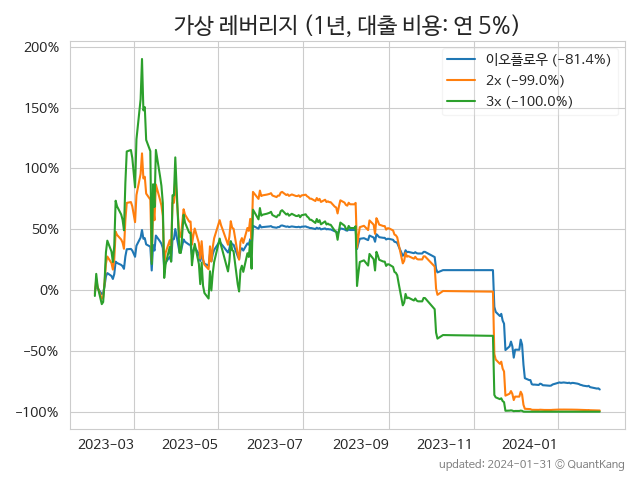 가상 레버리지 (1년, 대출 비용: 연 5%)
200%
150%
100%
50%
0%
−50%
−100%
이오플로우 (−81.4%)
2x (−99.0%)
3x (−100.0%)
2023-03
2023-05
2023-07
2023-09
2023-11
2024-01
updated: 2024-01-31 © QuantKang